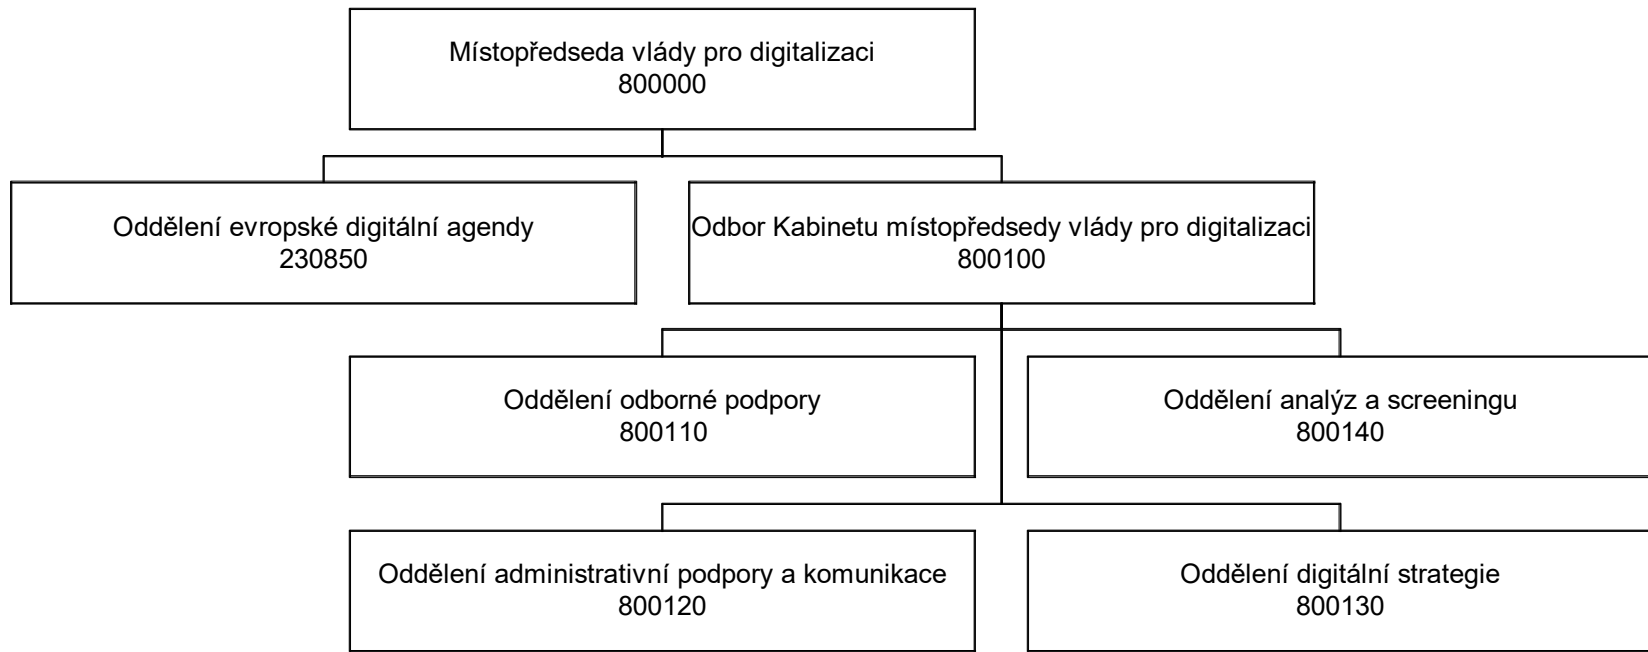 Místopředseda vlády pro digitalizaci
800000
Oddělení evropské digitální agendy
230850
Odbor Kabinetu místopředsedy vlády pro digitalizaci
800100
Oddělení odborné podpory
800110
Oddělení analýz a screeningu
800140
Oddělení administrativní podpory a komunikace
800120
Oddělení digitální strategie
800130